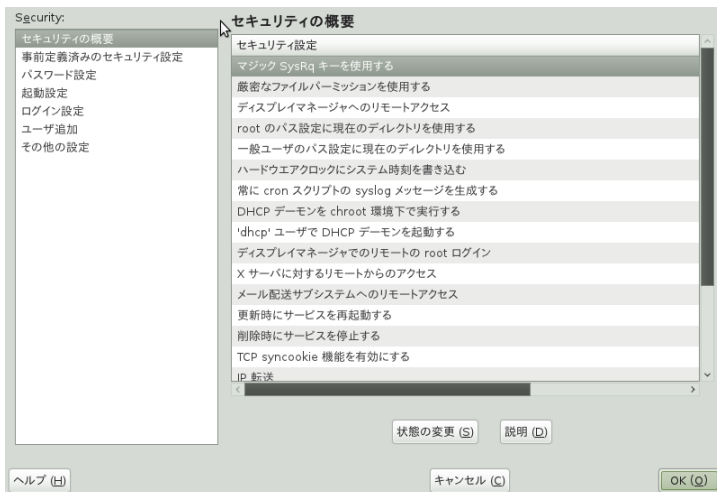 Security:
セキュリティの概要
事前定義済みのセキュリティ設定
パスワード設定
起動設定
ログイン設定
ユーザ追加
その他の設定
セキュリティの概要
セキュリティ設定
マジック SysRq キーを使用する
厳密なファイルパーミッションを使用する
ディスプレイマネージャへのリモートアクセス
root のパス設定に現在のディレクトリを使用する
一般ユーザのパス設定に現在のディレクトリを使用する
ハードウエアクロックにシステム時刻を書き込む
常に cron スクリプトの syslog メッセージを生成する
DHCP デーモンを chroot 環境下で実行する
'dhcp' ユーザで DHCP デーモンを起動する
ディスプレイマネージャでのリモートの root ログイン
X サーバに対するリモートからのアクセス
メール配送サブシステムへのリモートアクセス
更新時にサービスを再起動する
削除時にサービスを停止する
TCP syncookie 機能を有効にする
IP 転送
状態の変更 (S)
説明 (D)
ヘルプ (H)
キャンセル (C)
OK (O)